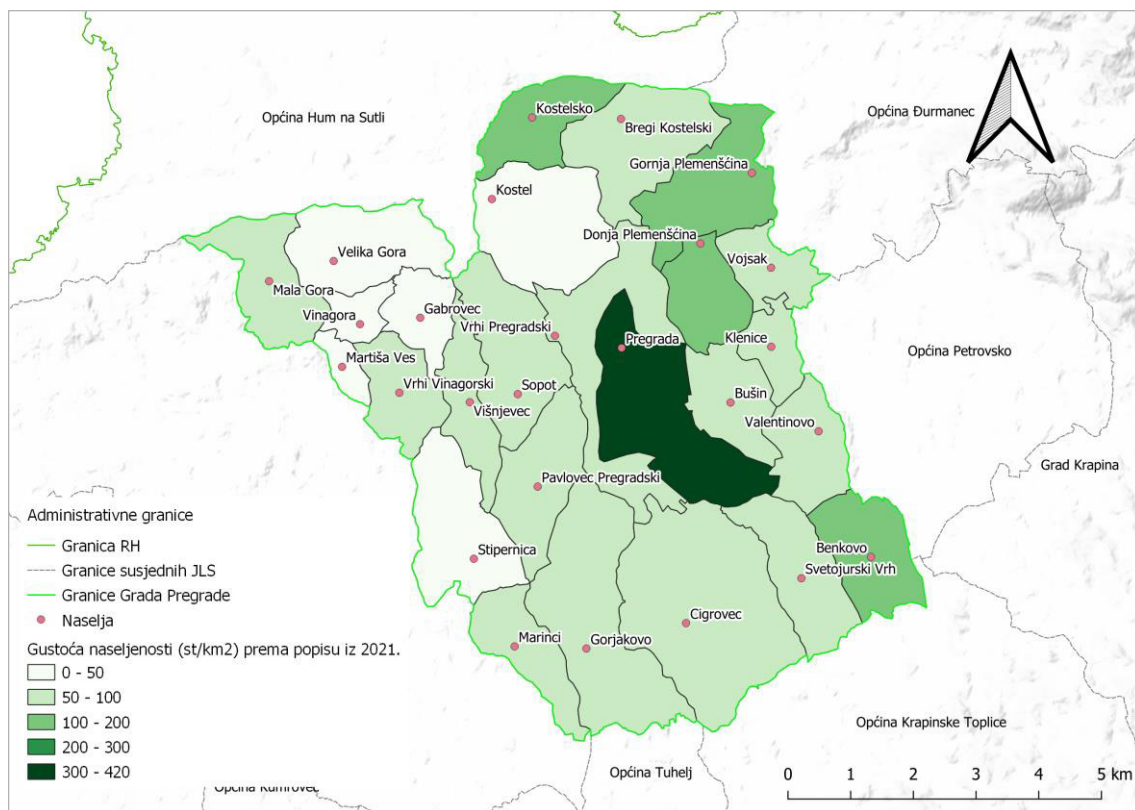 Općina Hum na Sutli
Općina Đurmanec
Kostelsko
Bregi Kostelski
Gornja Plemenšćina
Kostel
Donja Plemenšćina
Velika Gora
Vojsak
Mala Gora
Vinagora
Gabrovec
Vrhi Pregradski
Pregrada
Klenice
Općina Petrovsko
Martiša Ves
Vrhi Vinagorski
Sopot
Bušin
Višnjevec
Valentinovo
Grad Krapina
Pavlovec Pregradski
Stipernica
Benkovo
Svetojurski Vrh
Cigrovec
Marinci
Gorjakovo
Općina Krapinske Toplice
Općina Tuhelj
Općina Kumrovec
Administrativne granice
Granica RH
Granice susjednih JLS
Granice Grada Pregrade
Naselja
Gustoća naseljenosti (st/km2) prema popisu iz 2021.
0 - 50
50 - 100
100 - 200
200 - 300
300 - 420
0 1 2 3 4 5 km